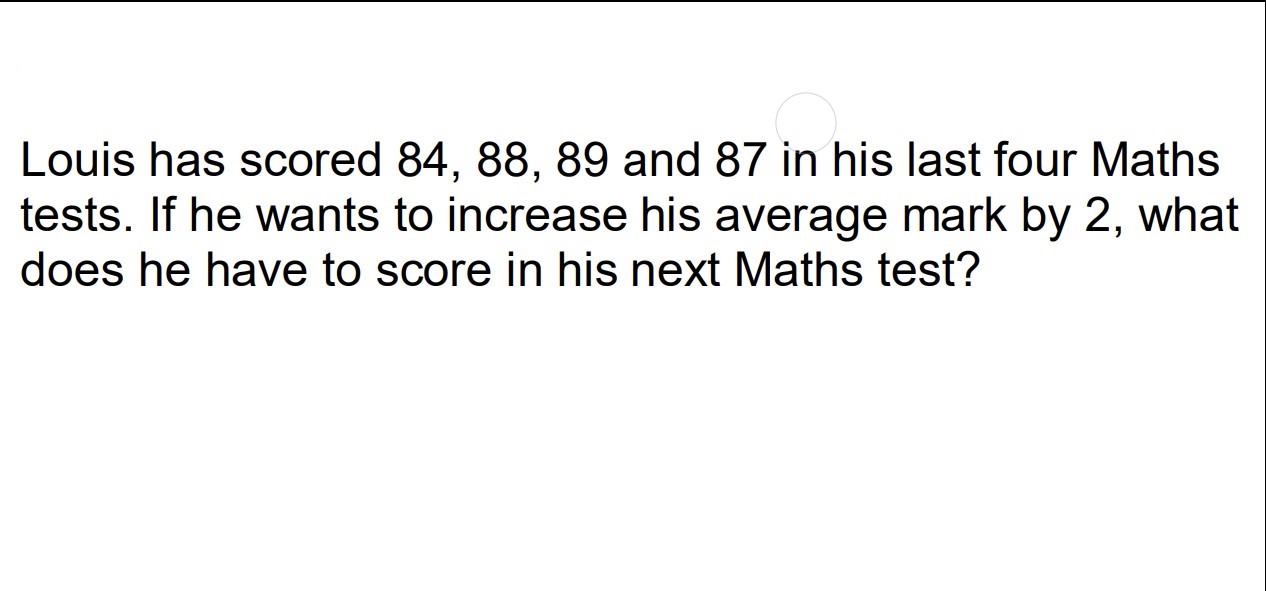 Louis has scored 84, 88, 89 and 87 in his last four Maths
tests. If he wants to increase his average mark by 2, what
does he have to score in his next Maths test?